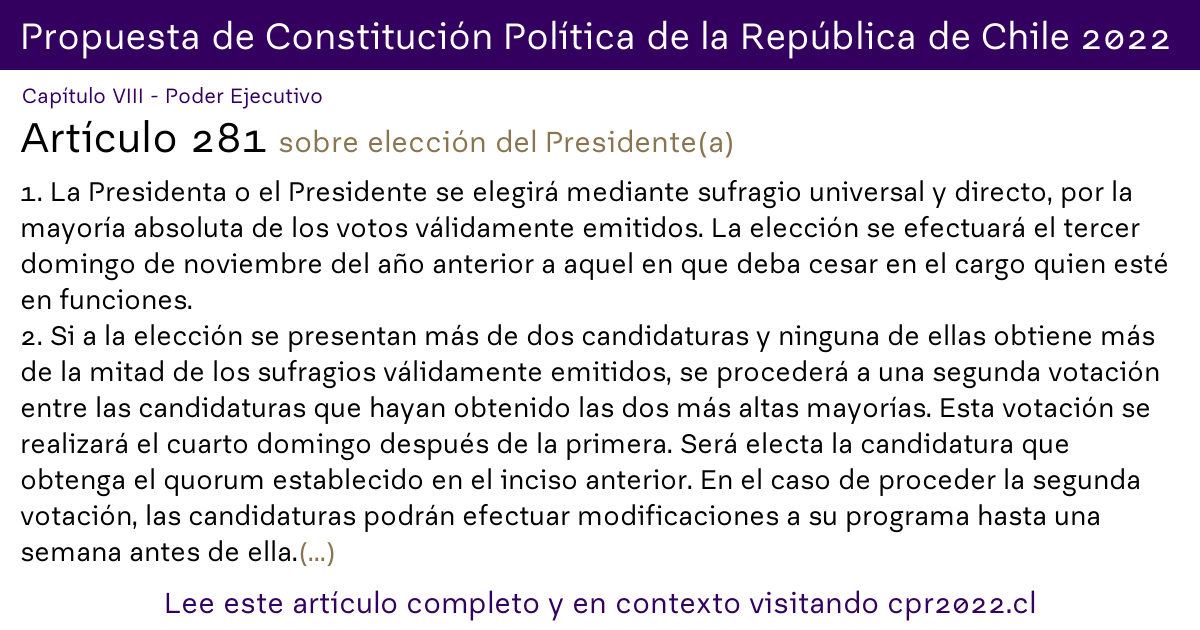 Propuesta de Constitución Política de la República de Chile 2022
Capítulo VIII - Poder Ejecutivo
Artículo 281 sobre elección del Presidente(a)
1. La Presidenta o el Presidente se elegirá mediante sufragio universal y directo, por la
mayoría absoluta de los votos válidamente emitidos. La elección se efectuará el tercer
domingo de noviembre del año anterior a aquel en que deba cesar en el cargo quien esté
en funciones.
2. Si a la elección se presentan más de dos candidaturas y ninguna de ellas obtiene más
de la mitad de los sufragios válidamente emitidos, se procederá a una segunda votación
entre las candidaturas que hayan obtenido las dos más altas mayorías. Esta votación se
realizará el cuarto domingo después de la primera. Será electa la candidatura que
obtenga el quorum establecido en el inciso anterior. En el caso de proceder la segunda
votación, las candidaturas podrán efectuar modificaciones a su programa hasta una
semana antes de ella.(...)
Lee este artículo completo y en contexto visitando cpr2022.cl